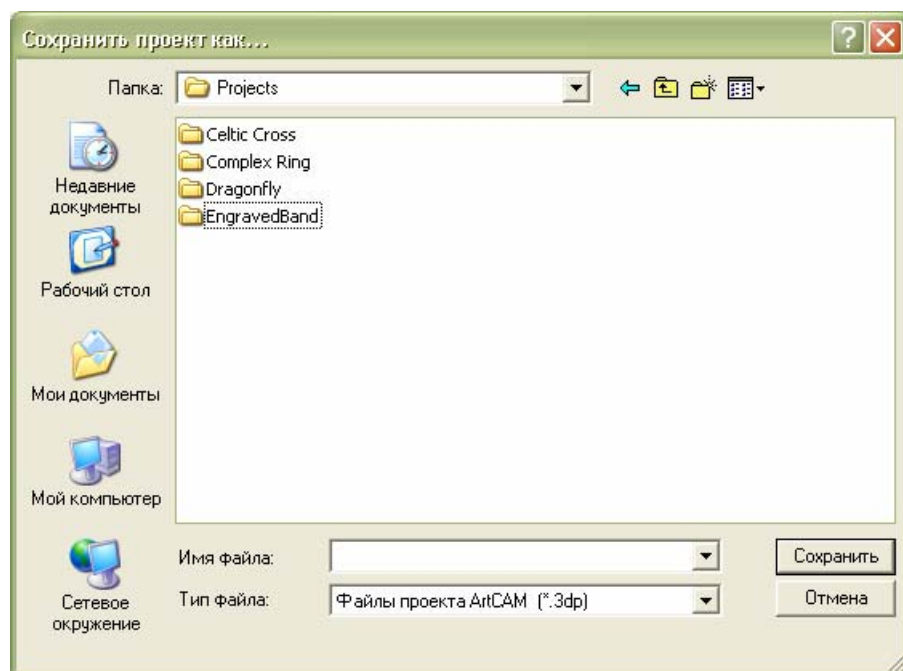 Сохранить проект как...
Папка: Projects
Celtic Cross
Complex Ring
Dragonfly
EngravedBand
Недавние
документы
Рабочий стол
Мои документы
Мой компьютер
Сетевое
окружение
Имя файла:
Сохранить
Тип файла: Файлы проекта ArtCAM (*.3dp)
Отмена